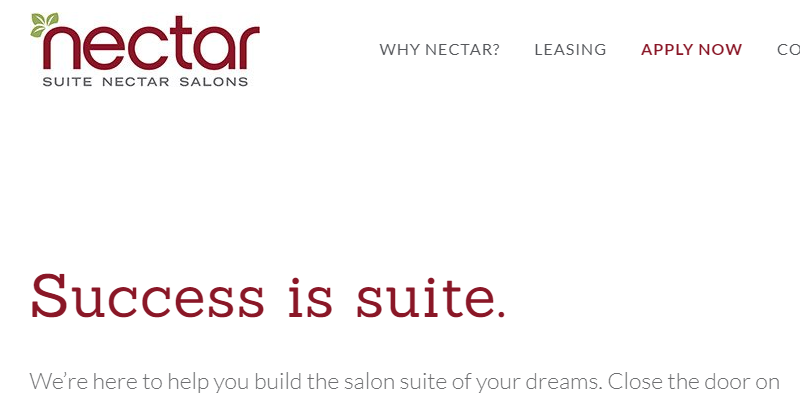 nectar
SUITE NECTAR SALONS
WHY NECTAR? LEASING APPLY NOW CO
Success is suite.
We’re here to help you build the salon suite of your dreams. Close the door on